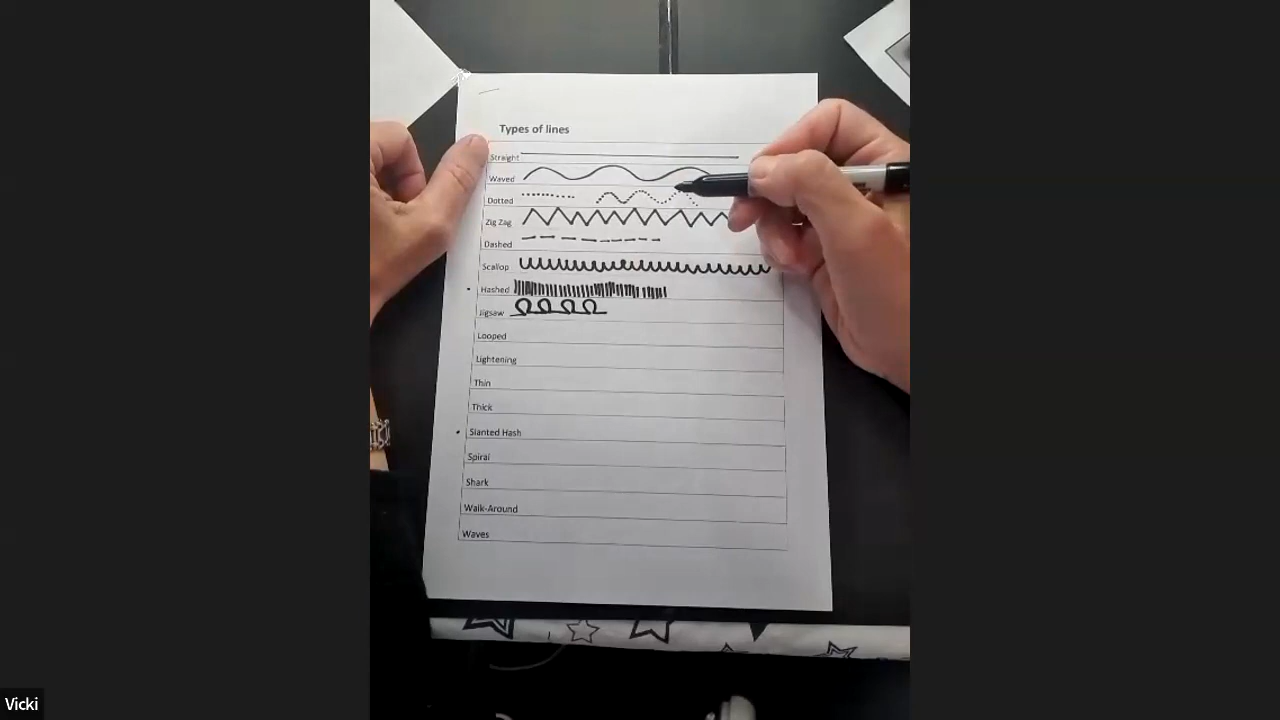 Types of lines
Straight
Waved
Dotted
Zig Zag
Dashed
Scallop
Hashed
Jigsaw
Looped
Lightening
Thin
Thick
Slanted Hash
Spiral
Shark
Walk-Around
Waves
Vicki